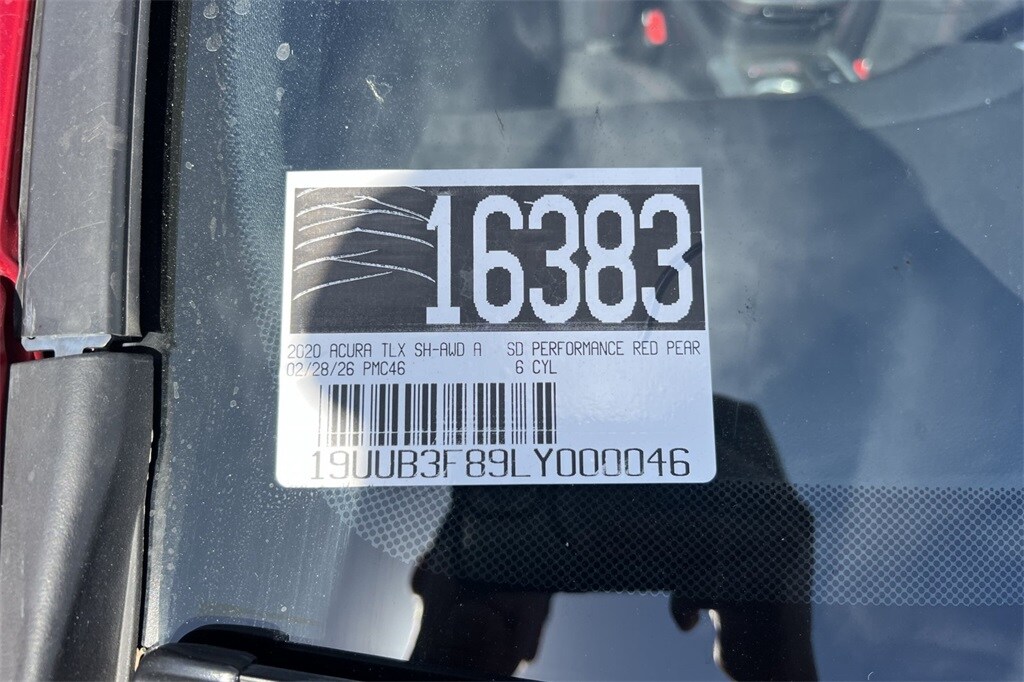 16383
2020 ACURA TLX SH-AWD A SD PERFORMANCE RED PEAR
02/28/26 PMC46 6 CYL
19UUB3F89LY000046